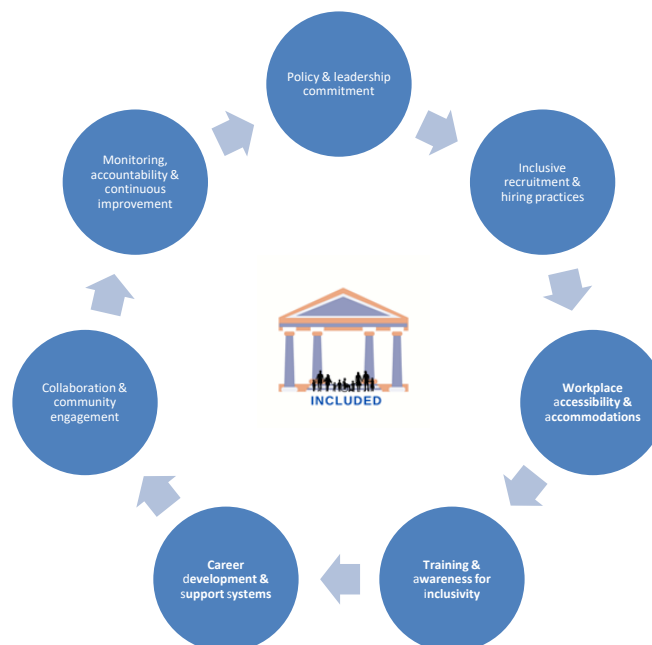 Policy & leadership
commitment
Inclusive
recruitment &
hiring practices
Workplace
accessibility &
accommodations
Training &
awareness for
inclusivity
Career
development &
support systems
Collaboration &
community
engagement
Monitoring,
accountability &
continuous
improvement
INCLUDED